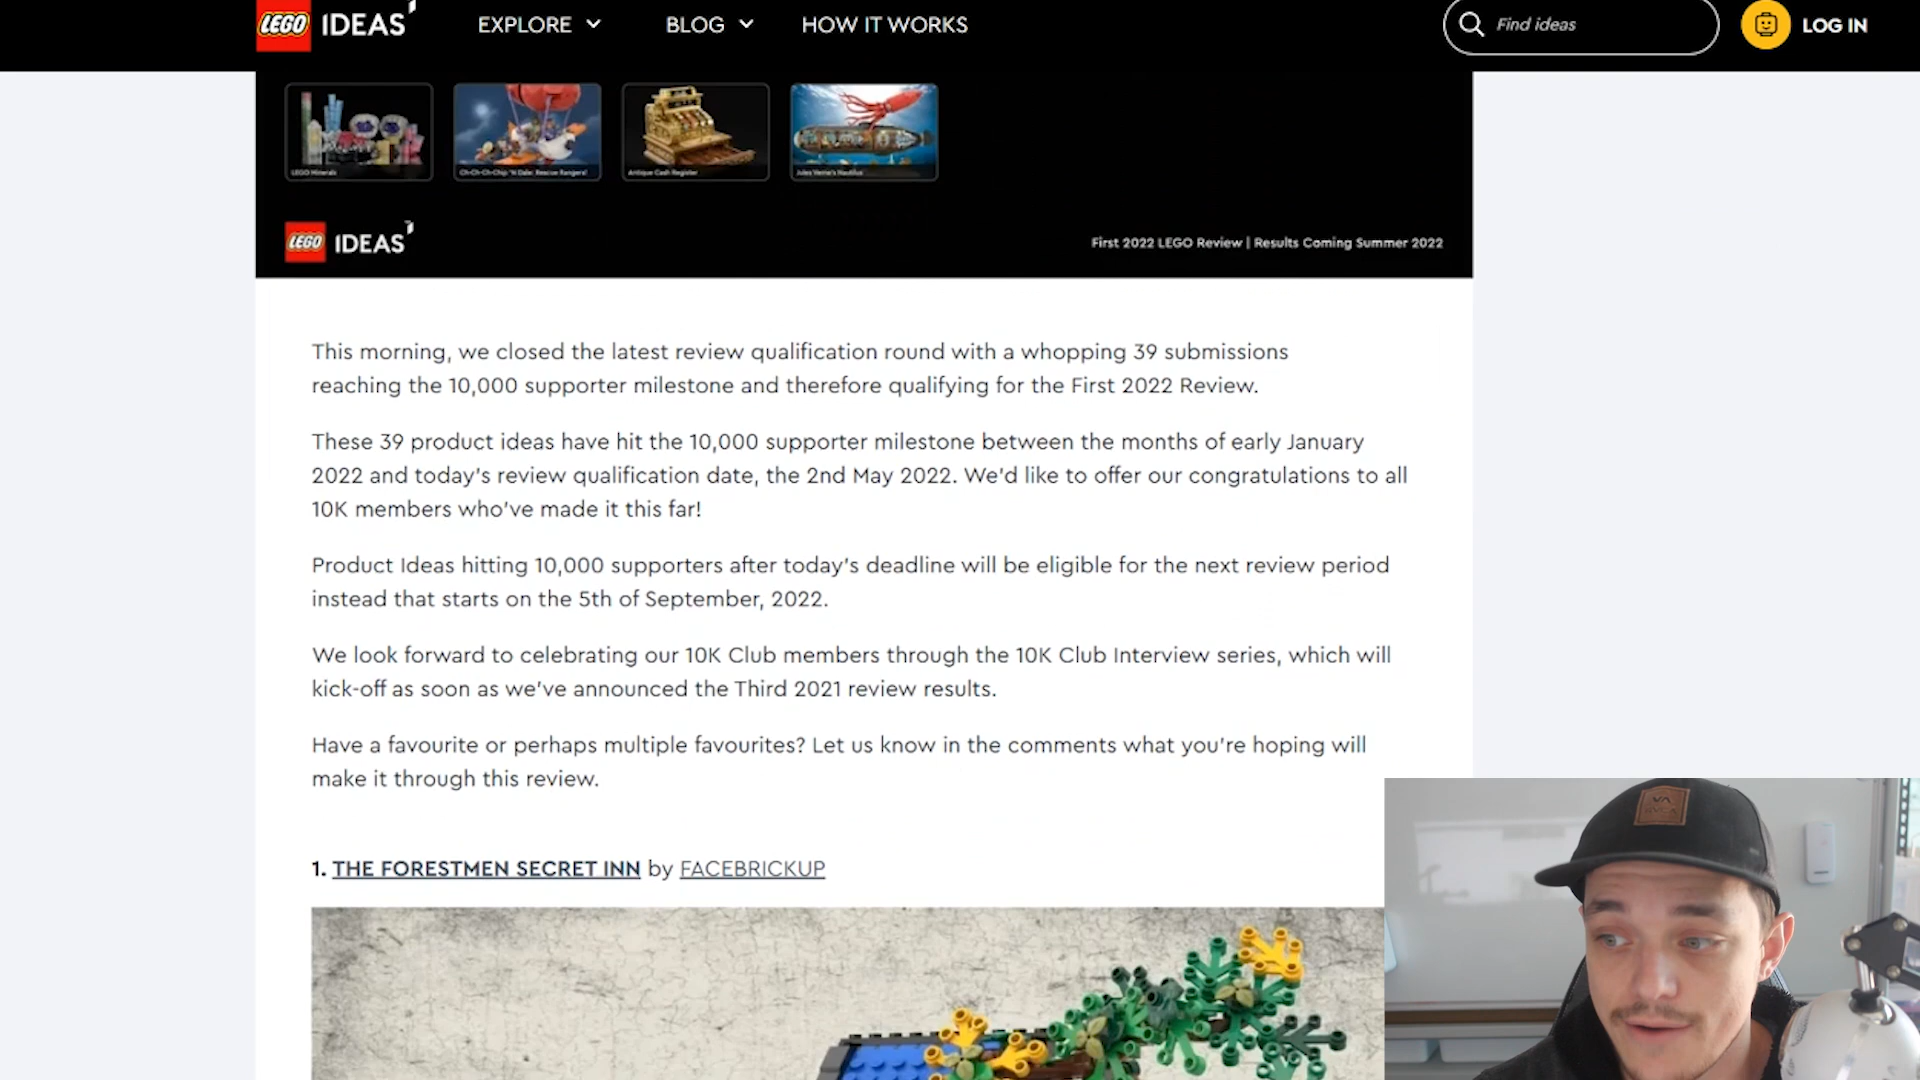 LEGO IDEAS EXPLORE BLOG HOW IT WORKS Find ideas LOG IN
LEGO Minerals Ch-Ch-Ch-Chip 'N Dale: Rescue Rangers! Antique Cash Register Jules Verne's Nautilus
LEGO IDEAS First 2022 LEGO Review | Results Coming Summer 2022
This morning, we closed the latest review qualification round with a whopping 39 submissions
reaching the 10,000 supporter milestone and therefore qualifying for the First 2022 Review.
These 39 product ideas have hit the 10,000 supporter milestone between the months of early January
2022 and today's review qualification date, the 2nd May 2022. We'd like to offer our congratulations to all
10K members who've made it this far!
Product Ideas hitting 10,000 supporters after today's deadline will be eligible for the next review period
instead that starts on the 5th of September, 2022.
We look forward to celebrating our 10K Club members through the 10K Club Interview series, which will
kick-off as soon as we've announced the Third 2021 review results.
Have a favourite or perhaps multiple favourites? Let us know in the comments what you're hoping will
make it through this review.
1. THE FORESTMEN SECRET INN by FACEBRICKUP
VA
RVCA